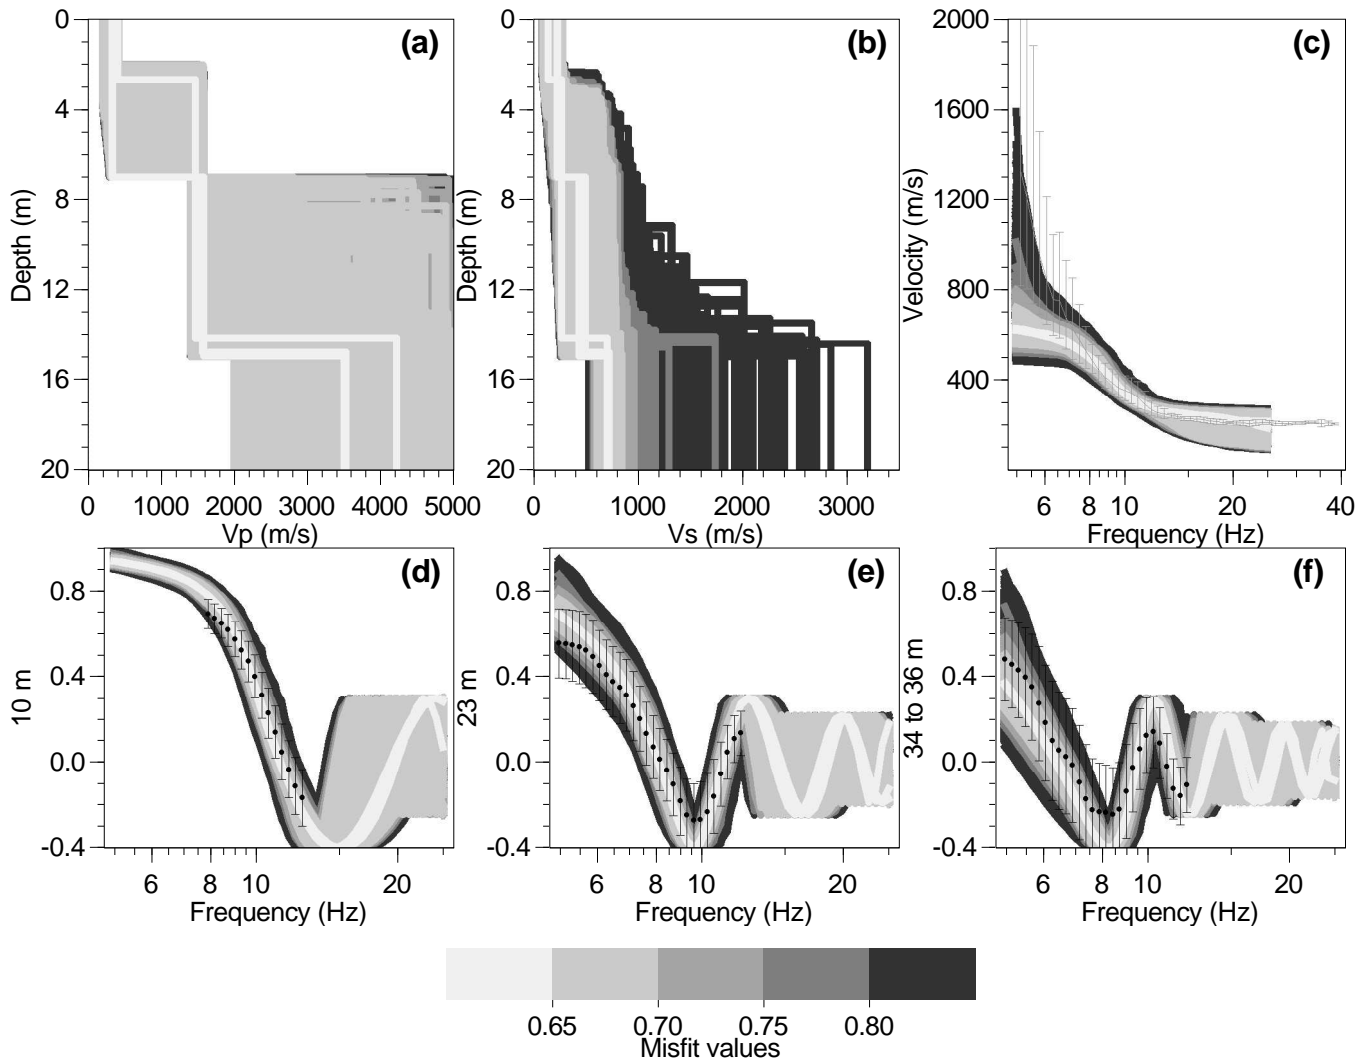 (a)
0
4
8
12
16
20
Depth (m)
0 1000 2000 3000 4000 5000
Vp (m/s)
(b)
0
4
8
12
16
20
Depth (m)
0 1000 2000 3000
Vs (m/s)
(c)
2000
1600
1200
800
400
Velocity (m/s)
6 8 10 20 40
Frequency (Hz)
(d)
0.8
0.4
0.0
-0.4
10 m
6 8 10 20
Frequency (Hz)
(e)
0.8
0.4
0.0
-0.4
23 m
6 8 10 20
Frequency (Hz)
(f)
0.8
0.4
0.0
-0.4
34 to 36 m
6 8 10 20
Frequency (Hz)
0.65 0.70 0.75 0.80
Misfit values